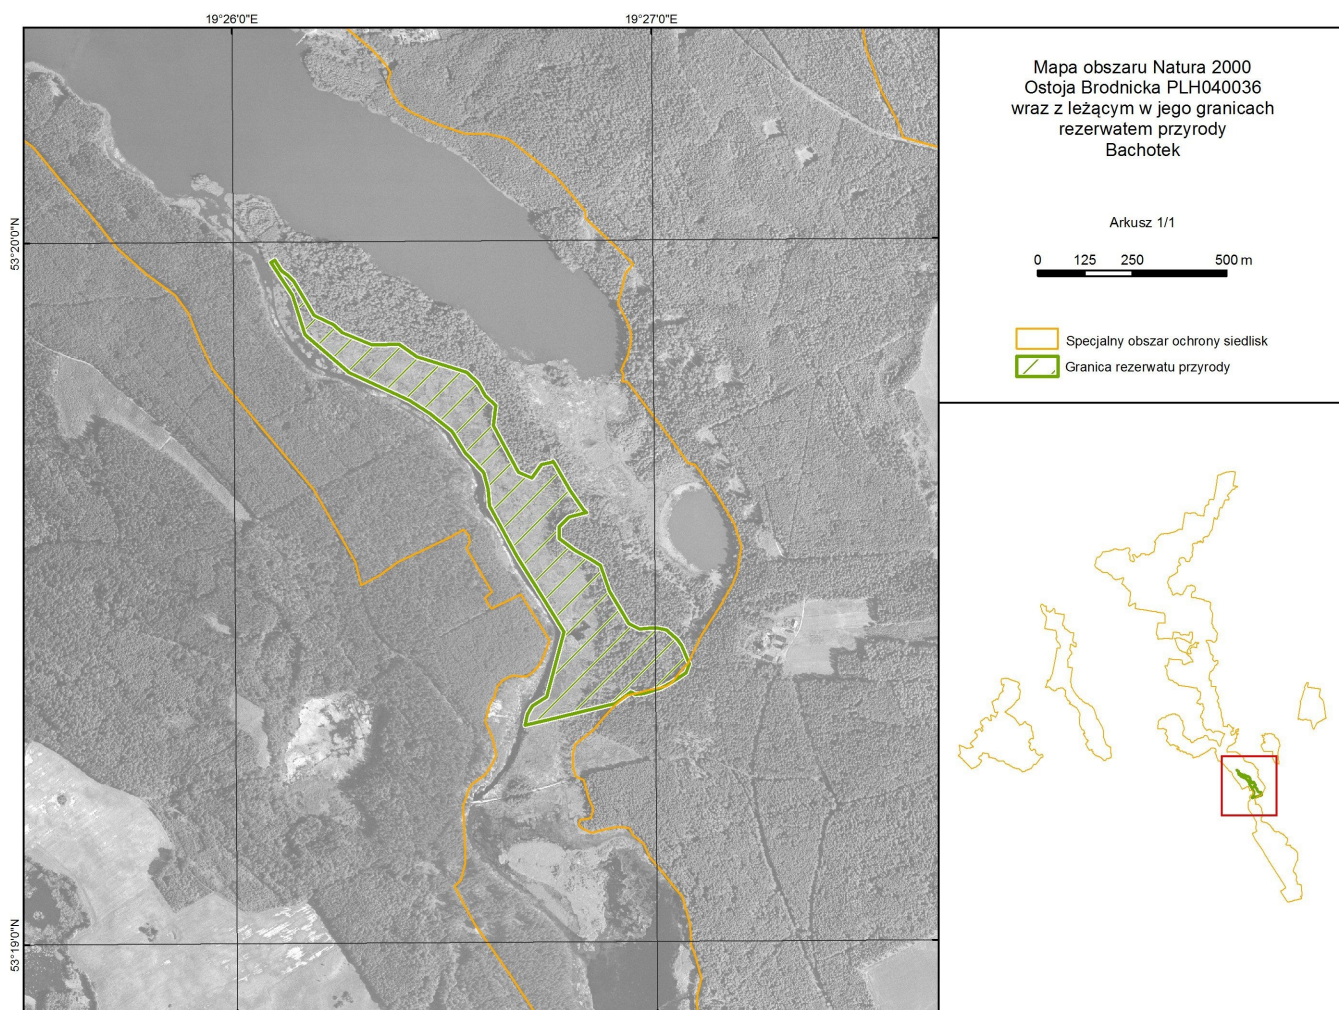 19°26'0"E
19°27'0"E
53°20'0"N
53°19'0"N
Mapa obszaru Natura 2000
Ostoja Brodnicka PLH040036
wraz z leżącym w jego granicach
rezerwatem przyrody
Bachotek
Arkusz 1/1
0 125 250 500 m
Specjalny obszar ochrony siedlisk
Granica rezerwatu przyrody